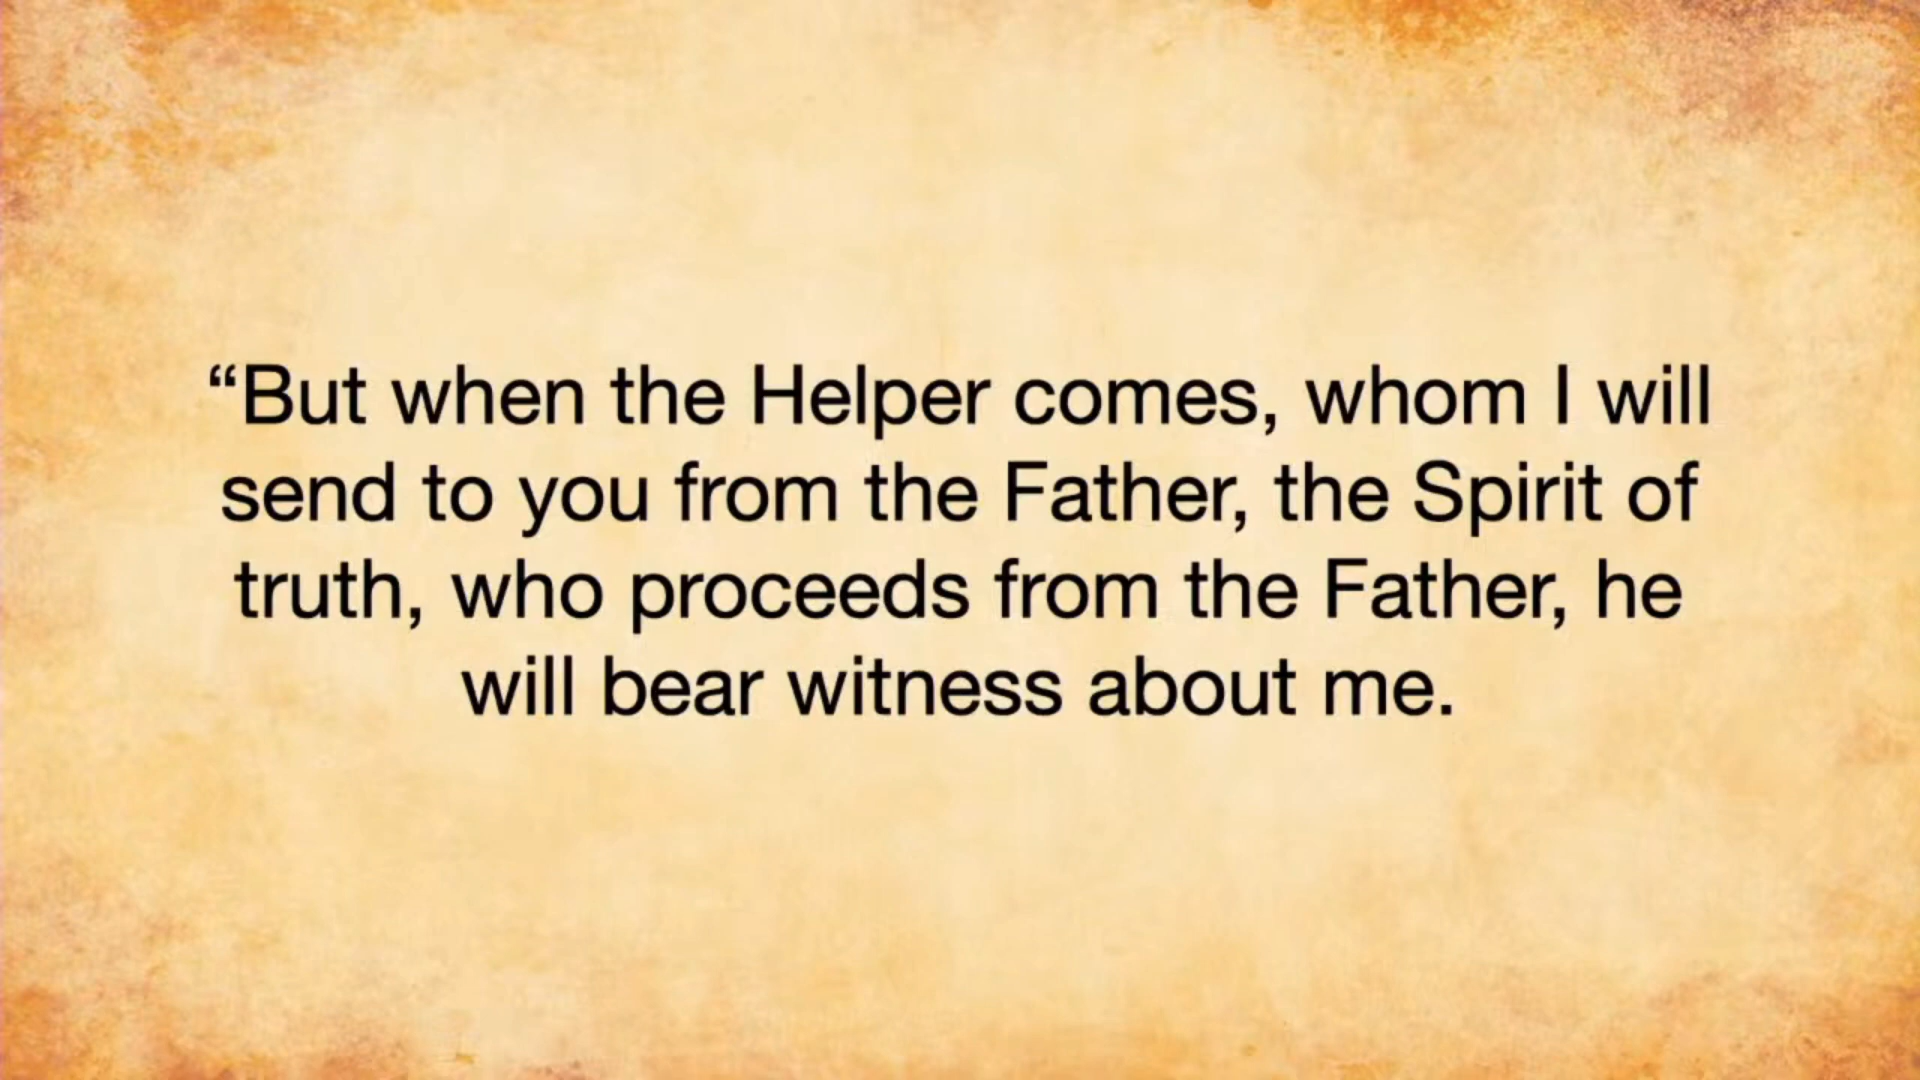 “But when the Helper comes, whom I will
send to you from the Father, the Spirit of
truth, who proceeds from the Father, he
will bear witness about me.